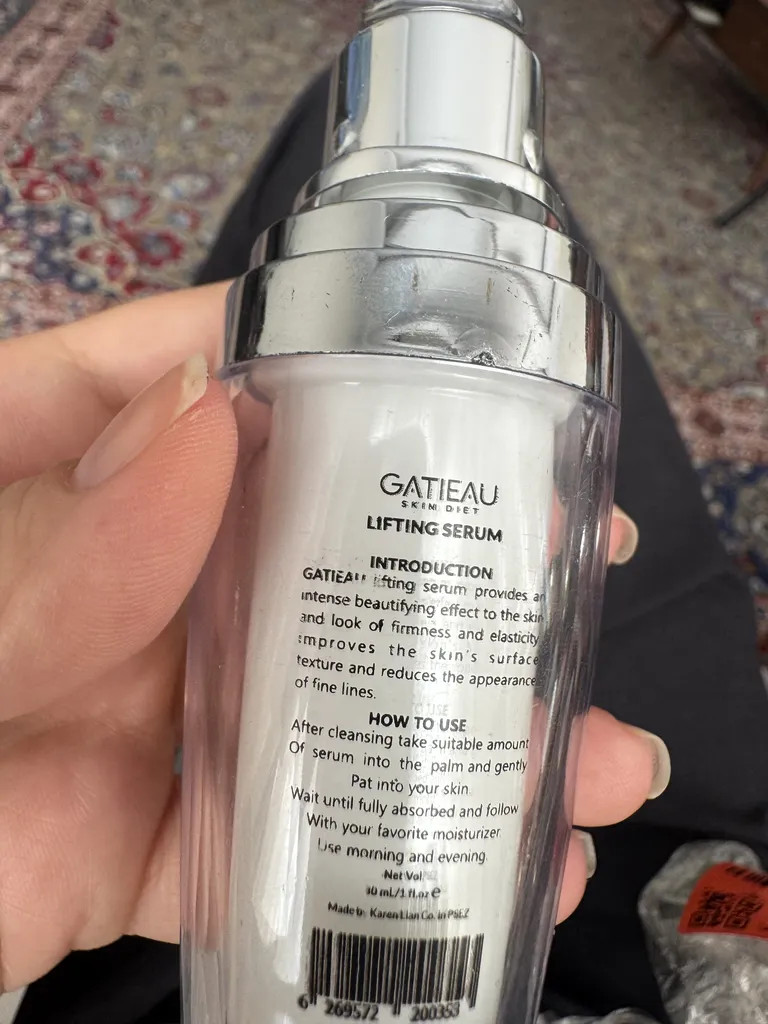 GATIEAU
SKIN DIET
LIFTING SERUM
INTRODUCTION
GATIEAU lifting serum provides an
intense beautifying effect to the skin
and look of firmness and elasticity
improves the skin's surface
texture and reduces the appearance
of fine lines.
HOW TO USE
After cleansing take suitable amount
Of serum into the palm and gently
Pat into your skin.
Wait until fully absorbed and follow
With your favorite moisturizer
Use morning and evening.
Net Vol:
30 mL/1 fl.oz e
Made by Karen Lian Co. in PSEZ
6 269572 200353